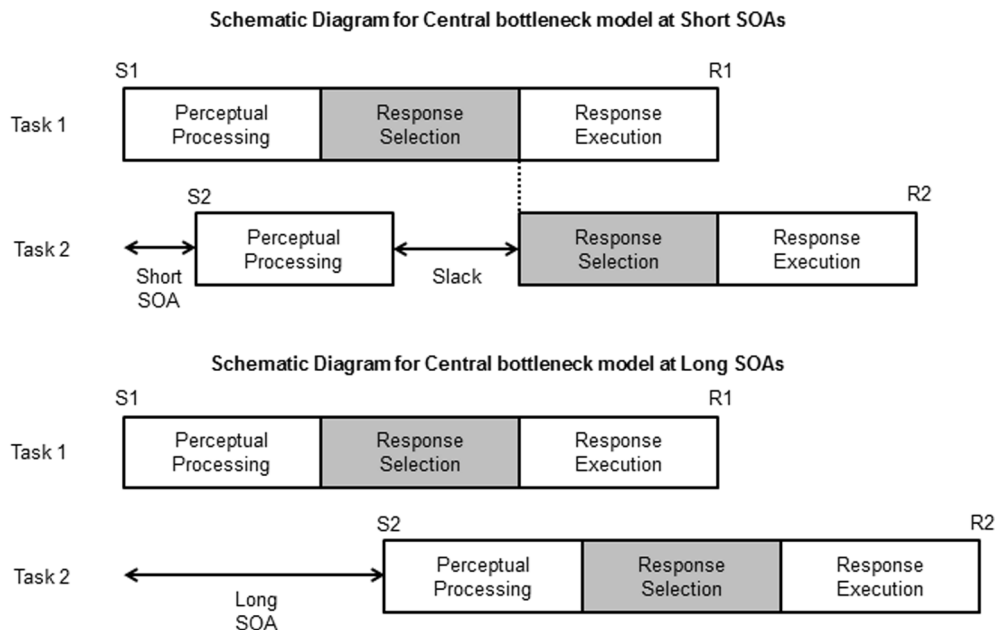 Schematic Diagram for Central bottleneck model at Short SOAs
S1
R1
Task 1
Perceptual
Processing
Response
Selection
Response
Execution
S2
R2
Task 2
Short
SOA
Perceptual
Processing
Slack
Response
Selection
Response
Execution
Schematic Diagram for Central bottleneck model at Long SOAs
S1
R1
Task 1
Perceptual
Processing
Response
Selection
Response
Execution
S2
R2
Task 2
Long
SOA
Perceptual
Processing
Response
Selection
Response
Execution